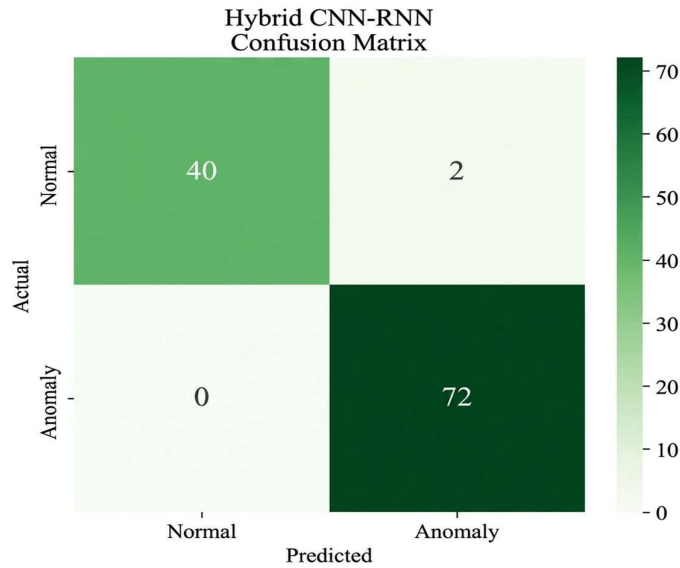 Hybrid CNN-RNN
Confusion Matrix
Actual
Normal
40
2
Anomaly
0
72
Normal
Anomaly
Predicted
70
60
50
40
30
20
10
0